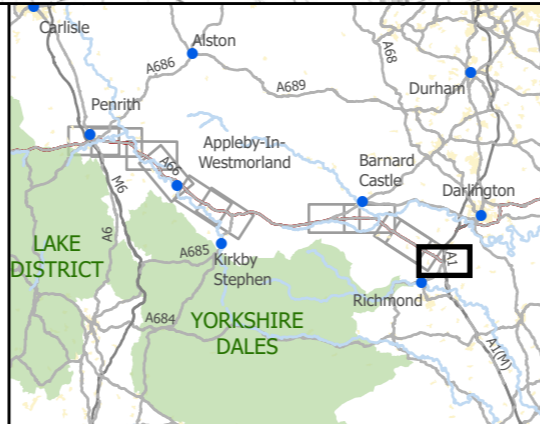 Carlisle
Alston
A68
A686
A689
Durham
Penrith
Appleby-In-
Westmorland
A66
Barnard
Castle
Darlington
M6
A6
LAKE
DISTRICT
A685
Kirkby
Stephen
A1
Richmond
A684
YORKSHIRE
DALES
A1(M)